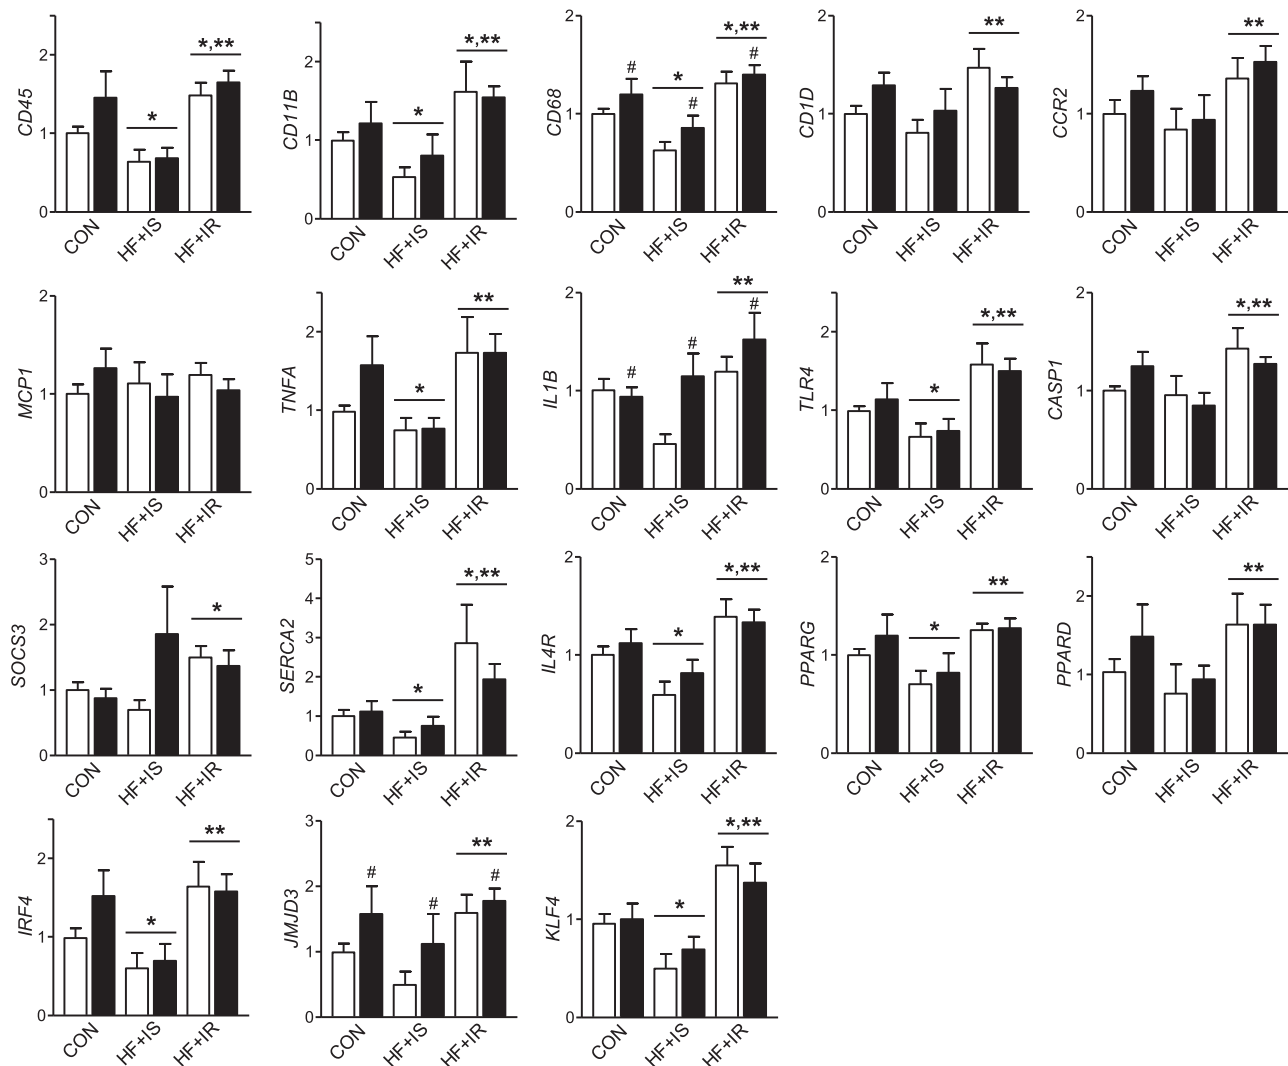 CD45
2
1
0
*
*,**
CON
HF+IS
HF+IR
CD11B
2
1
0
*
*,**
CON
HF+IS
HF+IR
CD68
2
1
0
#
*
#
*,**
#
CON
HF+IS
HF+IR
CD1D
2
1
0
**
CON
HF+IS
HF+IR
CCR2
2
1
0
**
CON
HF+IS
HF+IR
MCP1
2
1
0
CON
HF+IS
HF+IR
TNFA
2
1
0
*
**
CON
HF+IS
HF+IR
IL1B
2
1
0
#
#
**
#
CON
HF+IS
HF+IR
TLR4
2
1
0
*
*,**
CON
HF+IS
HF+IR
CASP1
2
1
0
*,**
CON
HF+IS
HF+IR
SOCS3
3
2
1
0
*
CON
HF+IS
HF+IR
SERCA2
5
4
3
2
1
0
*
*,**
CON
HF+IS
HF+IR
IL4R
2
1
0
*
*,**
CON
HF+IS
HF+IR
PPARG
2
1
0
*
**
CON
HF+IS
HF+IR
PPARD
2
1
0
**
CON
HF+IS
HF+IR
IRF4
2
1
0
*
**
CON
HF+IS
HF+IR
JMJD3
2
1
0
#
#
**
#
CON
HF+IS
HF+IR
KLF4
2
1
0
*
*,**
CON
HF+IS
HF+IR